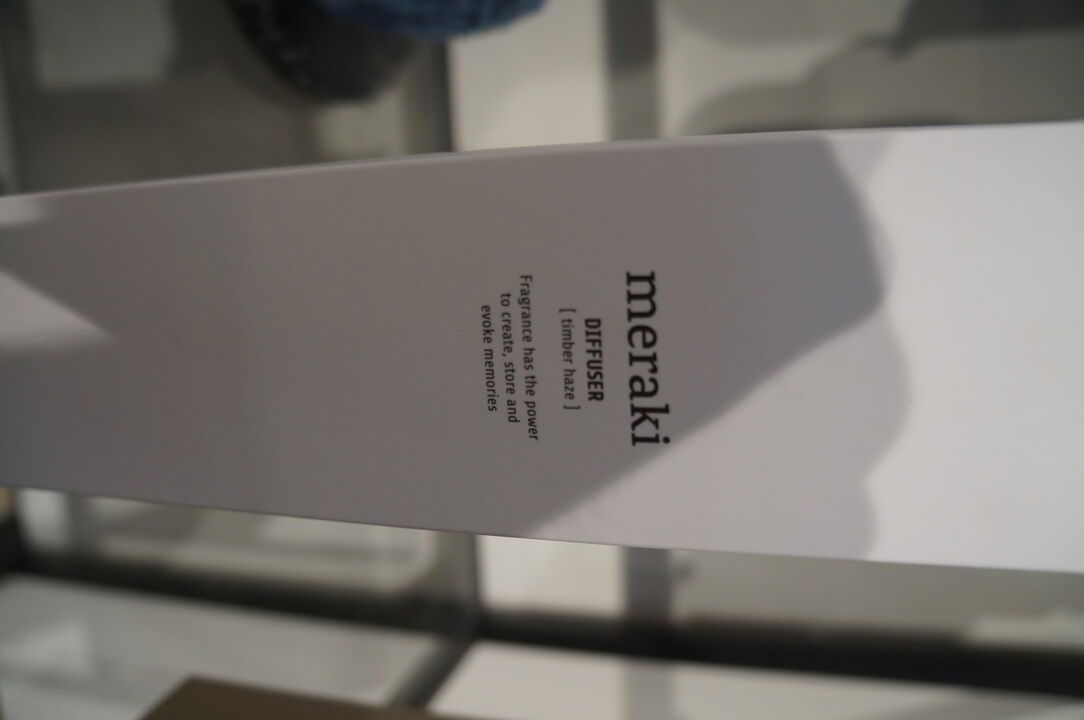 meraki
DIFFUSER
[ timber haze ]
Fragrance has the power
to create, store and
evoke memories